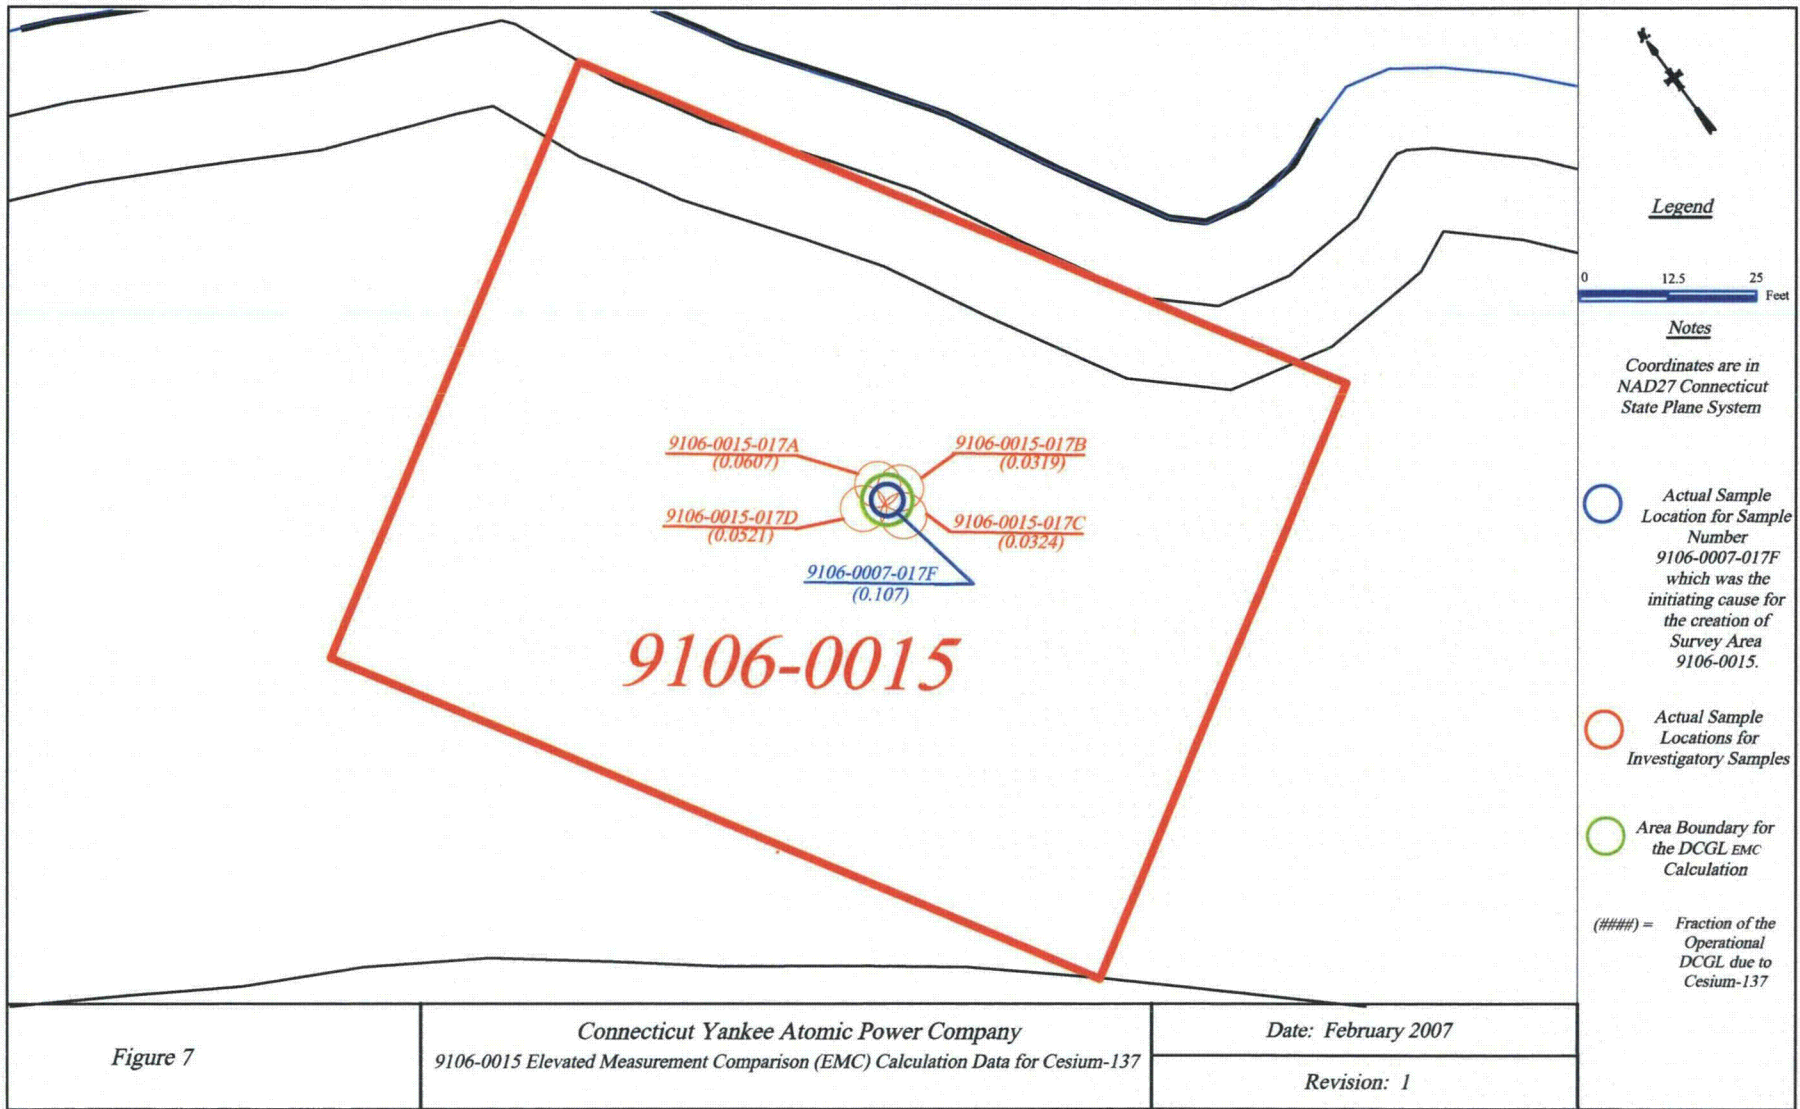 9106-0015-017A
(0.0607)
9106-0015-017B
(0.0319)
9106-0015-017D
(0.0521)
9106-0015-017C
(0.0324)
9106-0007-017F
(0.107)
9106-0015
Legend
0 12.5 25
Feet
Notes
Coordinates are in
NAD27 Connecticut
State Plane System
Actual Sample
Location for Sample
Number
9106-0007-017F
which was the
initiating cause for
the creation of
Survey Area
9106-0015.
Actual Sample
Locations for
Investigatory Samples
Area Boundary for
the DCGL EMC
Calculation
(####) = Fraction of the
Operational
DCGL due to
Cesium-137
Figure 7
Connecticut Yankee Atomic Power Company
9106-0015 Elevated Measurement Comparison (EMC) Calculation Data for Cesium-137
Date: February 2007
Revision: 1